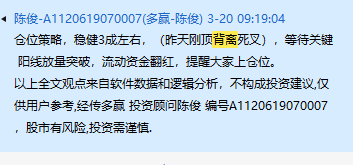 陈俊-A1120619070007(多赢-陈俊) 3-20 09:19:04
仓位策略，稳健3成左右，（昨天刚顶背离死叉），等待关键
阳线放量突破，流动资金翻红，提醒大家上仓位。
以上全文观点来自软件数据和逻辑分析，不构成投资建议,仅
供用户参考,经传多赢 投资顾问陈俊 编号A1120619070007
，股市有风险,投资需谨慎.